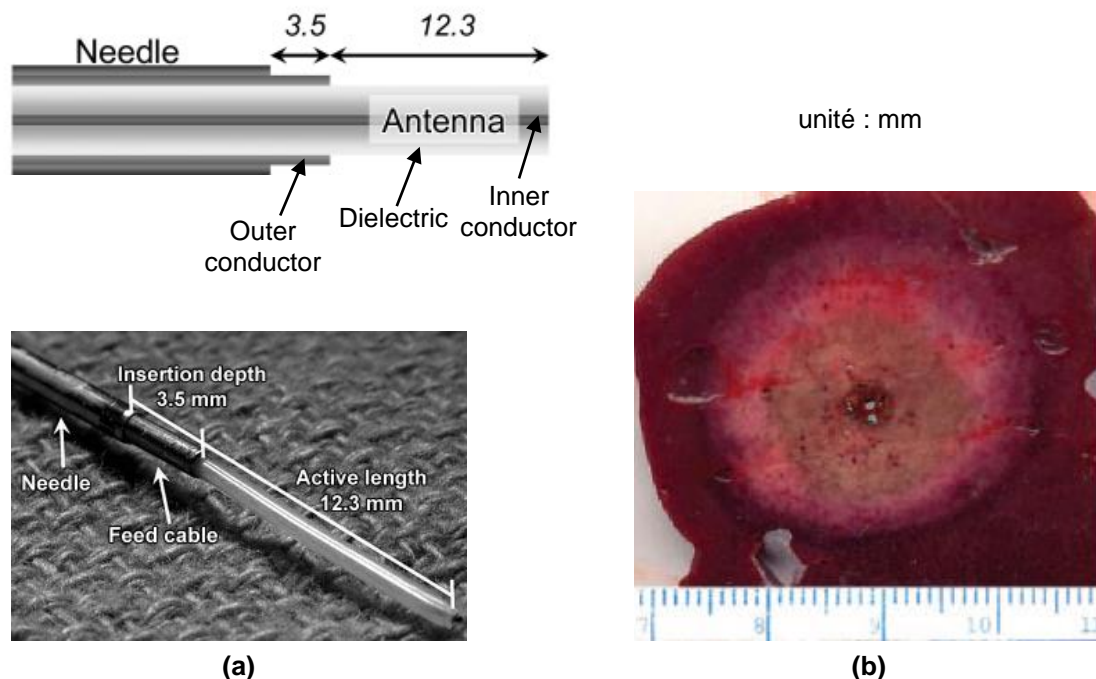 3.5 12.3
Needle
Antenna
unité : mm
Inner
conductor
Dielectric
Outer
conductor
Insertion depth
3.5 mm
Active length
12.3 mm
Needle
Feed cable
7 8 9 10 11
(a) (b)